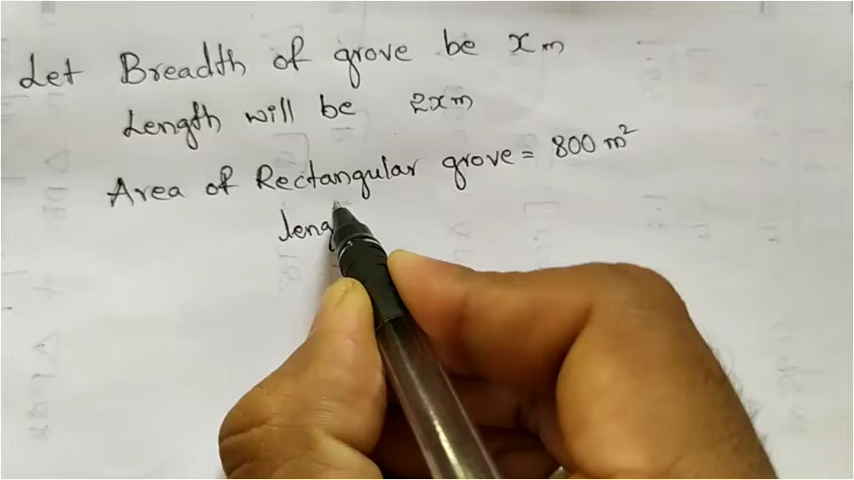 Let Breadth of grove be x m
Length will be 2x m
Area of Rectangular grove = 800 m²
leng